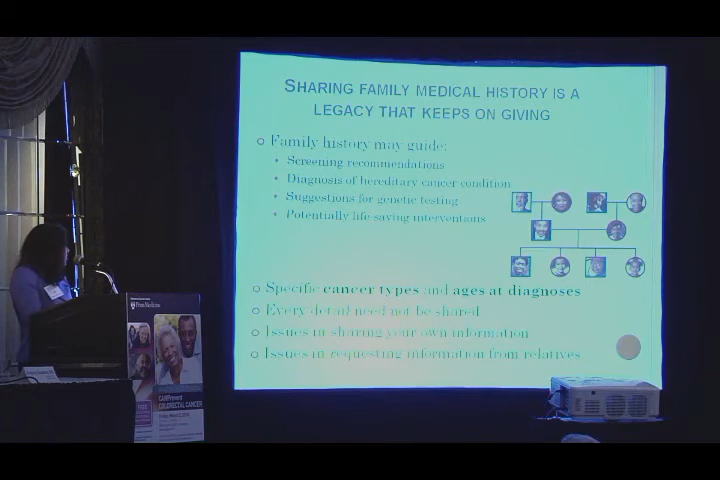 SHARING FAMILY MEDICAL HISTORY IS A
LEGACY THAT KEEPS ON GIVING
Family history may guide:
Screening recommendations
Diagnosis of hereditary cancer condition
Suggestions for genetic testing
Potentially life-saving interventions
Specific cancer types and ages at diagnoses
Every detail need not be shared
Issues in sharing your own information
Issues in requesting information from relatives
Penn Medicine
CANPrevent
COLORECTAL CANCER